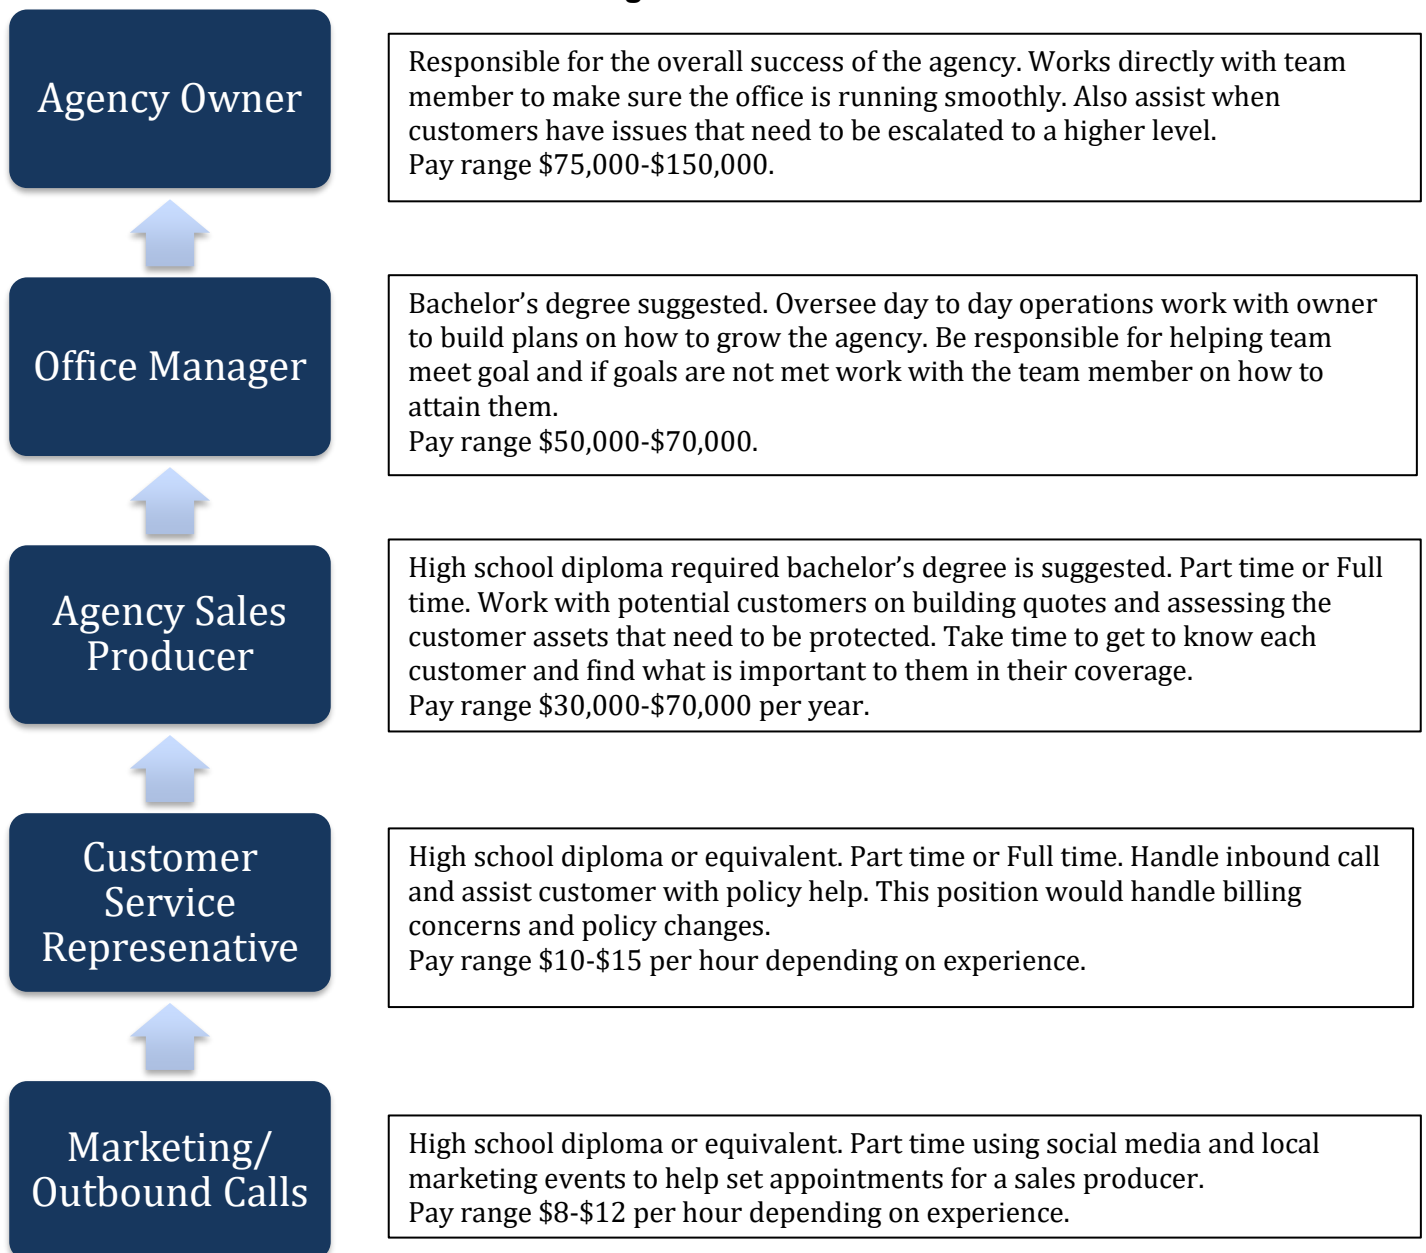 Agency Owner
Responsible for the overall success of the agency. Works directly with team
member to make sure the office is running smoothly. Also assist when
customers have issues that need to be escalated to a higher level.
Pay range $75,000-$150,000.
Office Manager
Bachelor’s degree suggested. Oversee day to day operations work with owner
to build plans on how to grow the agency. Be responsible for helping team
meet goal and if goals are not met work with the team member on how to
attain them.
Pay range $50,000-$70,000.
Agency Sales
Producer
High school diploma required bachelor’s degree is suggested. Part time or Full
time. Work with potential customers on building quotes and assessing the
customer assets that need to be protected. Take time to get to know each
customer and find what is important to them in their coverage.
Pay range $30,000-$70,000 per year.
Customer
Service
Represenative
High school diploma or equivalent. Part time or Full time. Handle inbound call
and assist customer with policy help. This position would handle billing
concerns and policy changes.
Pay range $10-$15 per hour depending on experience.
Marketing/
Outbound Calls
High school diploma or equivalent. Part time using social media and local
marketing events to help set appointments for a sales producer.
Pay range $8-$12 per hour depending on experience.